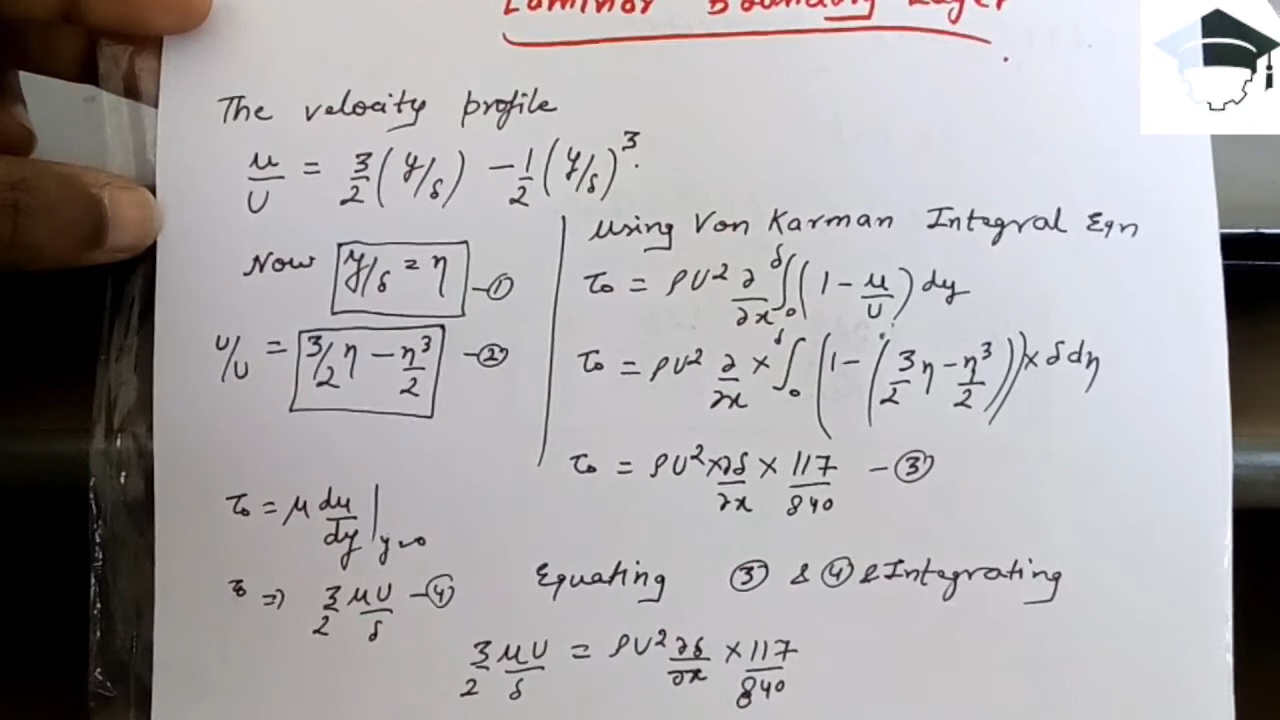 Laminar Boundary Layer
The velocity profile
u/U = 3/2 (y/δ) - 1/2 (y/δ)³.
Now y/δ = η -①
u/U = 3/2 η - η³/2 -②
τ₀ = μ du/dy |y=0
τ₀ ⇒ 3/2 μU/δ -④
using Von Karman Integral Eqn
τ₀ = ρU² ∂/∂x ∫₀^δ (1 - u/U) dy
τ₀ = ρU² ∂/∂x × ∫₀^δ (1 - (3/2 η - η³/2)) × δ dη
τ₀ = ρU² × ∂δ/∂x × 117/840 -③
Equating ③ & ④ & Integrating
3/2 μU/δ = ρU² ∂δ/∂x × 117/840